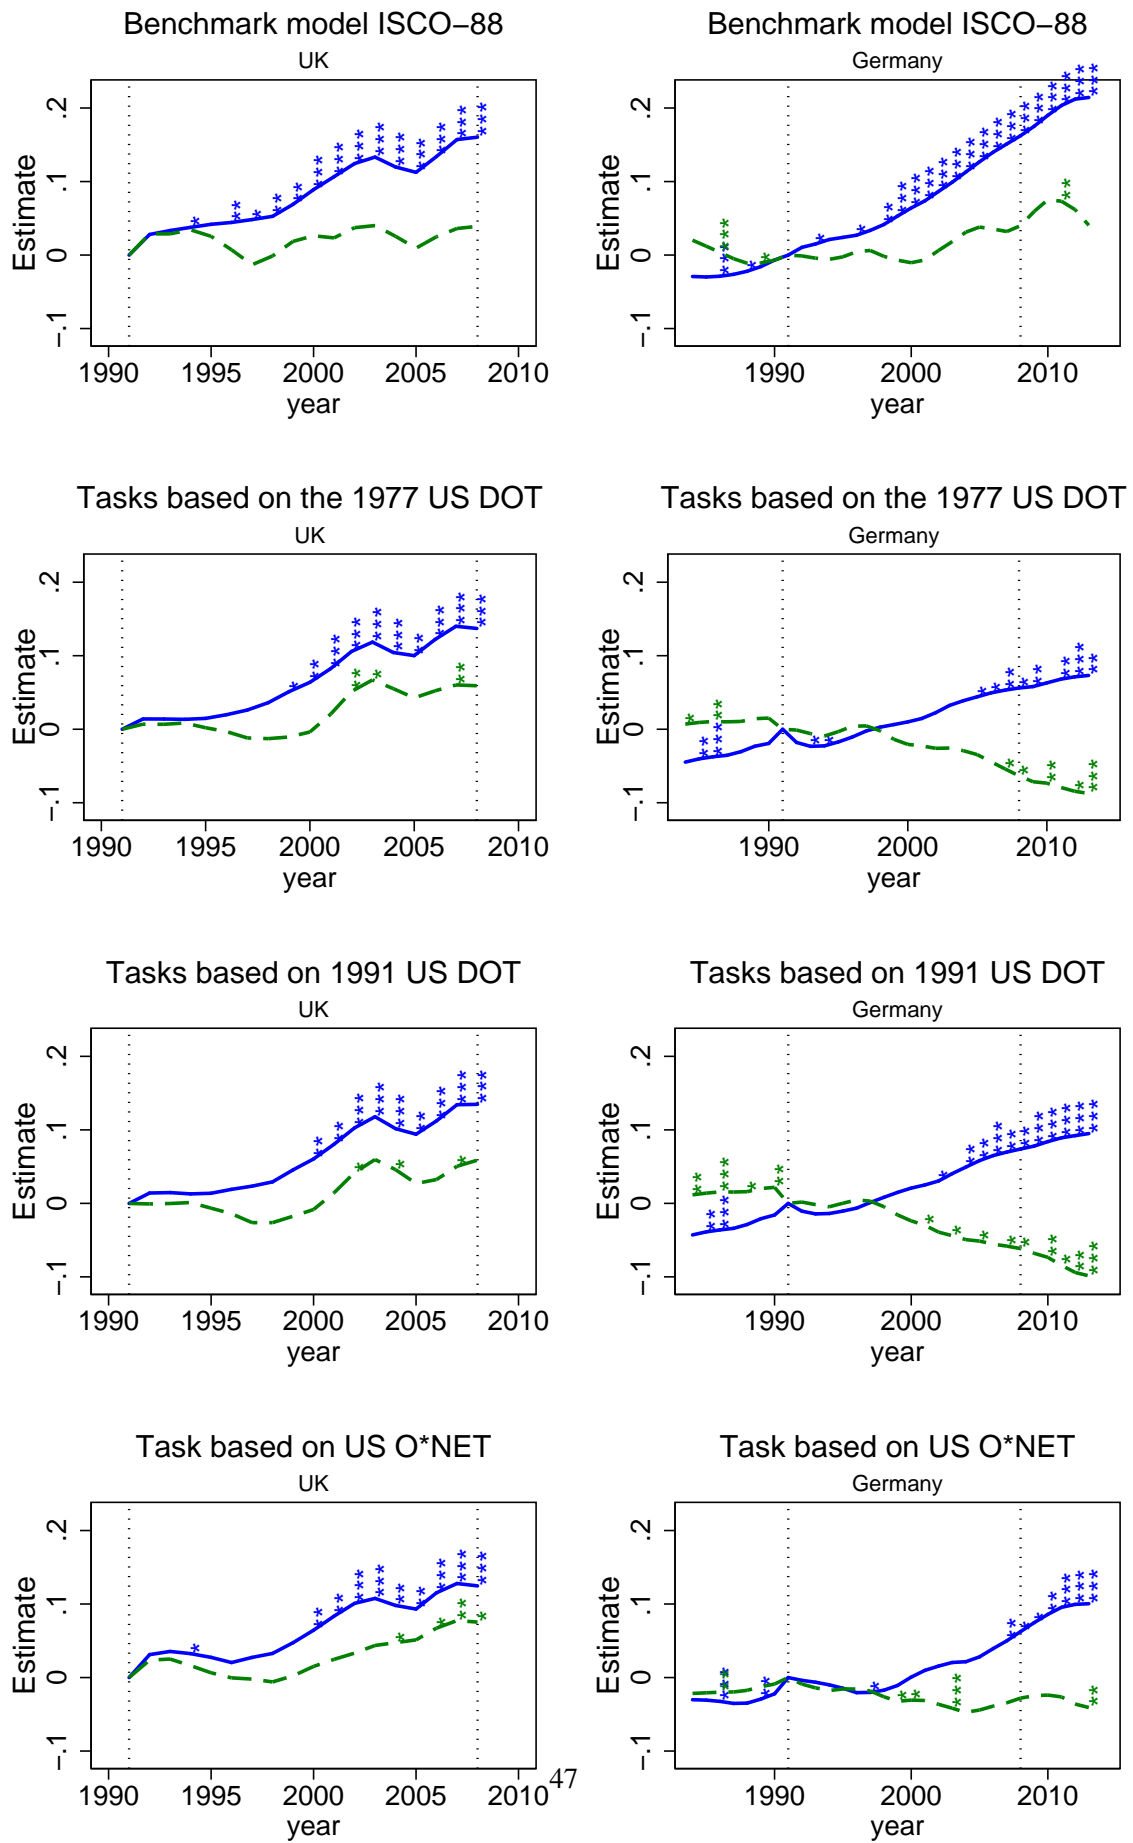 Benchmark model ISCO−88
UK
Estimate
.2
.1
0
−.1
1990 1995 2000 2005 2010
year
Benchmark model ISCO−88
Germany
Estimate
.2
.1
0
−.1
1990 2000 2010
year
Tasks based on the 1977 US DOT
UK
Estimate
.2
.1
0
−.1
1990 1995 2000 2005 2010
year
Tasks based on the 1977 US DOT
Germany
Estimate
.2
.1
0
−.1
1990 2000 2010
year
Tasks based on 1991 US DOT
UK
Estimate
.2
.1
0
−.1
1990 1995 2000 2005 2010
year
Tasks based on 1991 US DOT
Germany
Estimate
.2
.1
0
−.1
1990 2000 2010
year
Task based on US O*NET
UK
Estimate
.2
.1
0
−.1
1990 1995 2000 2005 2010
year
Task based on US O*NET
Germany
Estimate
.2
.1
0
−.1
1990 2000 2010
year
47